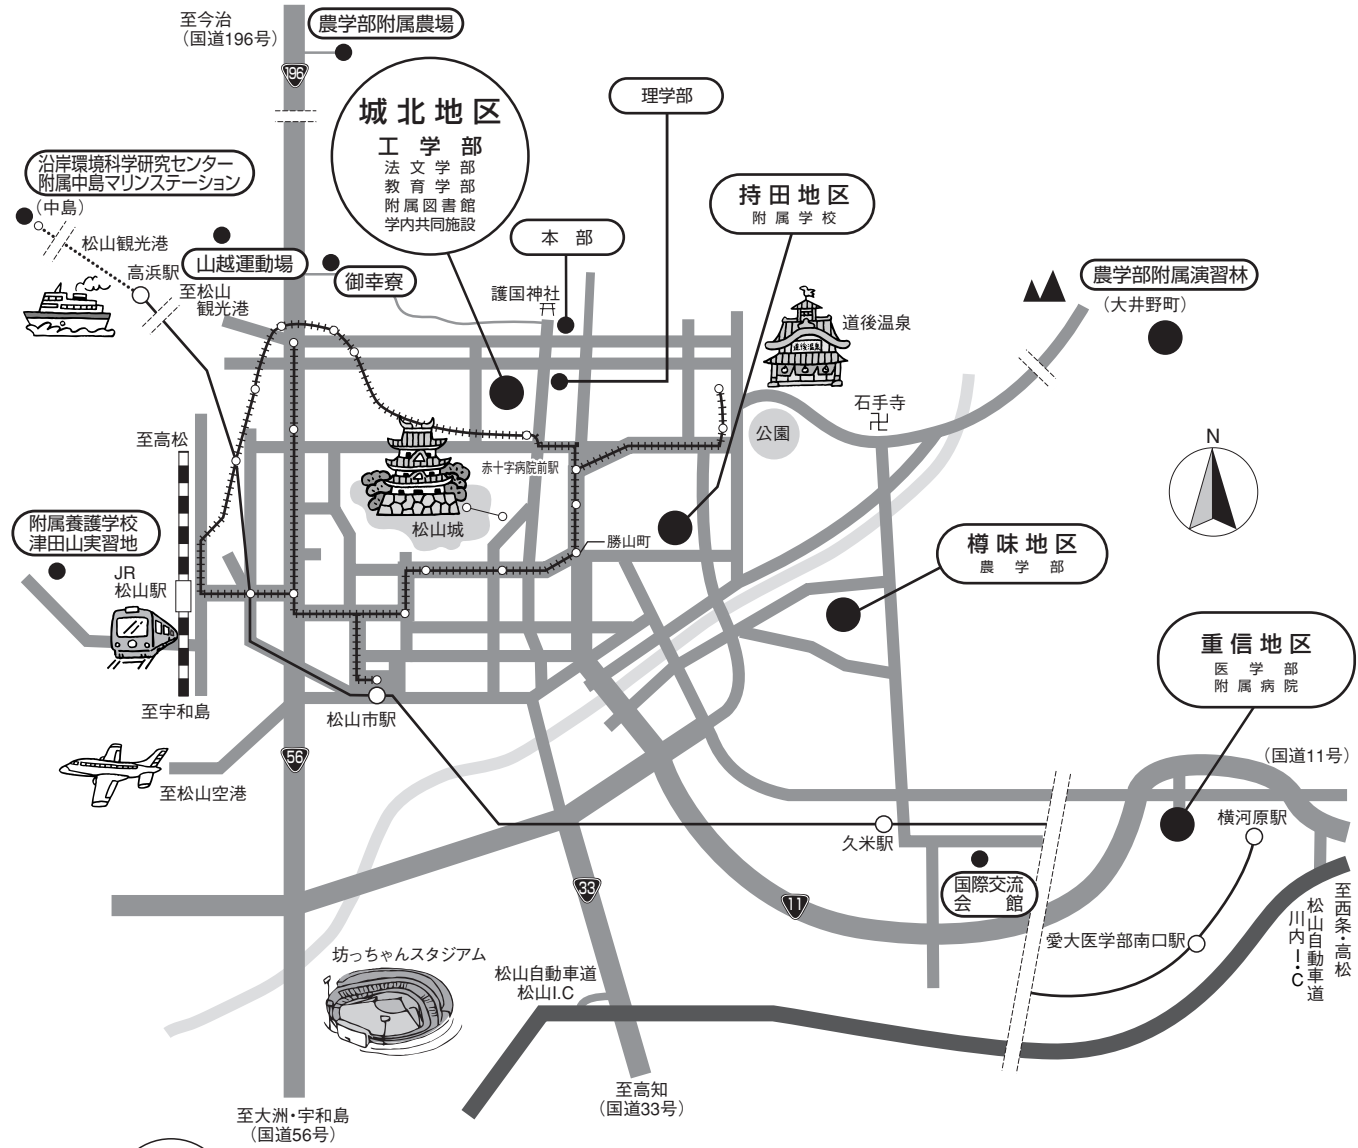 至今治
（国道196号）
農学部附属農場
196
城北地区
工学部
法文学部
教育学部
附属図書館
学内共同施設
理学部
沿岸環境科学研究センター
附属中島マリンステーション
（中島）
松山観光港
高浜駅
山越運動場
至松山
観光港
御幸寮
本部
護国神社
持田地区
附属学校
道後温泉
道後温泉
農学部附属演習林
（大井野町）
石手寺
卍
公園
N
至高松
赤十字病院前駅
松山城
勝山町
附属養護学校
津田山実習地
JR
松山駅
樽味地区
農学部
重信地区
医学部
附属病院
至宇和島
松山市駅
56
至松山空港
（国道11号）
横河原駅
久米駅
国際交流
会館
33
11
愛大医学部南口駅
至西条・高松
松山自動車道
川内I・C
坊っちゃんスタジアム
松山自動車道
松山I.C
至高知
（国道33号）
至大洲・宇和島
（国道56号）